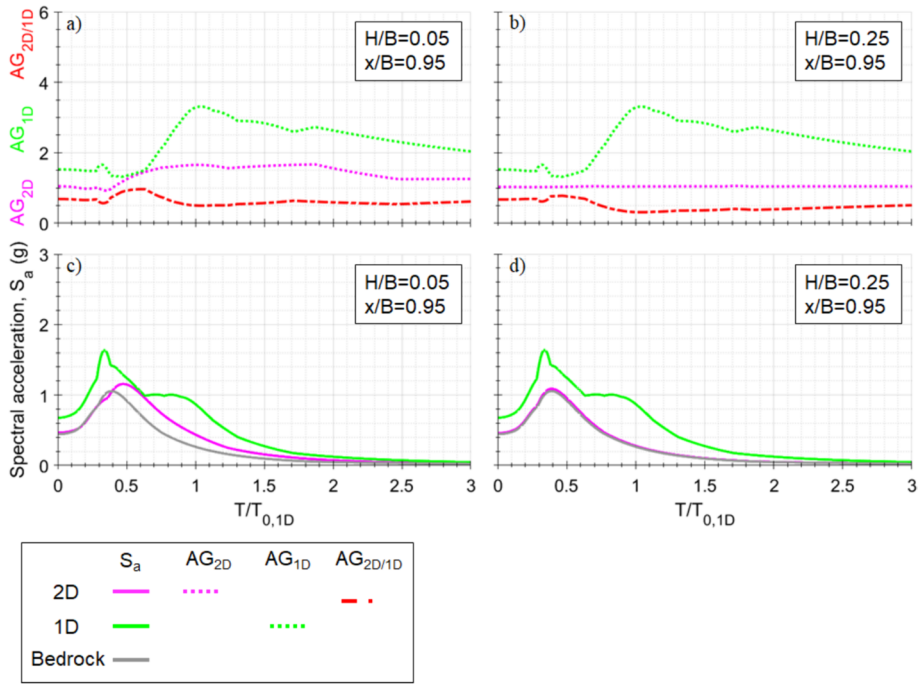 6
4
2
0
AG2D/1D
AG1D
AG2D
a)
H/B=0.05
x/B=0.95
b)
H/B=0.25
x/B=0.95
3
2
1
0
Spectral acceleration, Sa (g)
c)
H/B=0.05
x/B=0.95
d)
H/B=0.25
x/B=0.95
0 0.5 1 1.5 2 2.5 3
0 0.5 1 1.5 2 2.5 3
T/T0,1D
T/T0,1D
Sa AG2D AG1D AG2D/1D
2D
1D
Bedrock